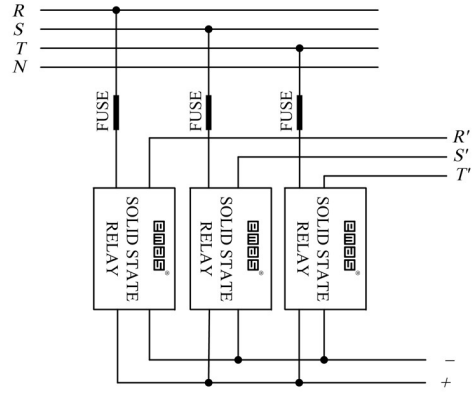 R
S
T
N
FUSE
FUSE
FUSE
R'
S'
T'
SOLID STATE
RELAY
SOLID STATE
RELAY
SOLID STATE
RELAY
−
+